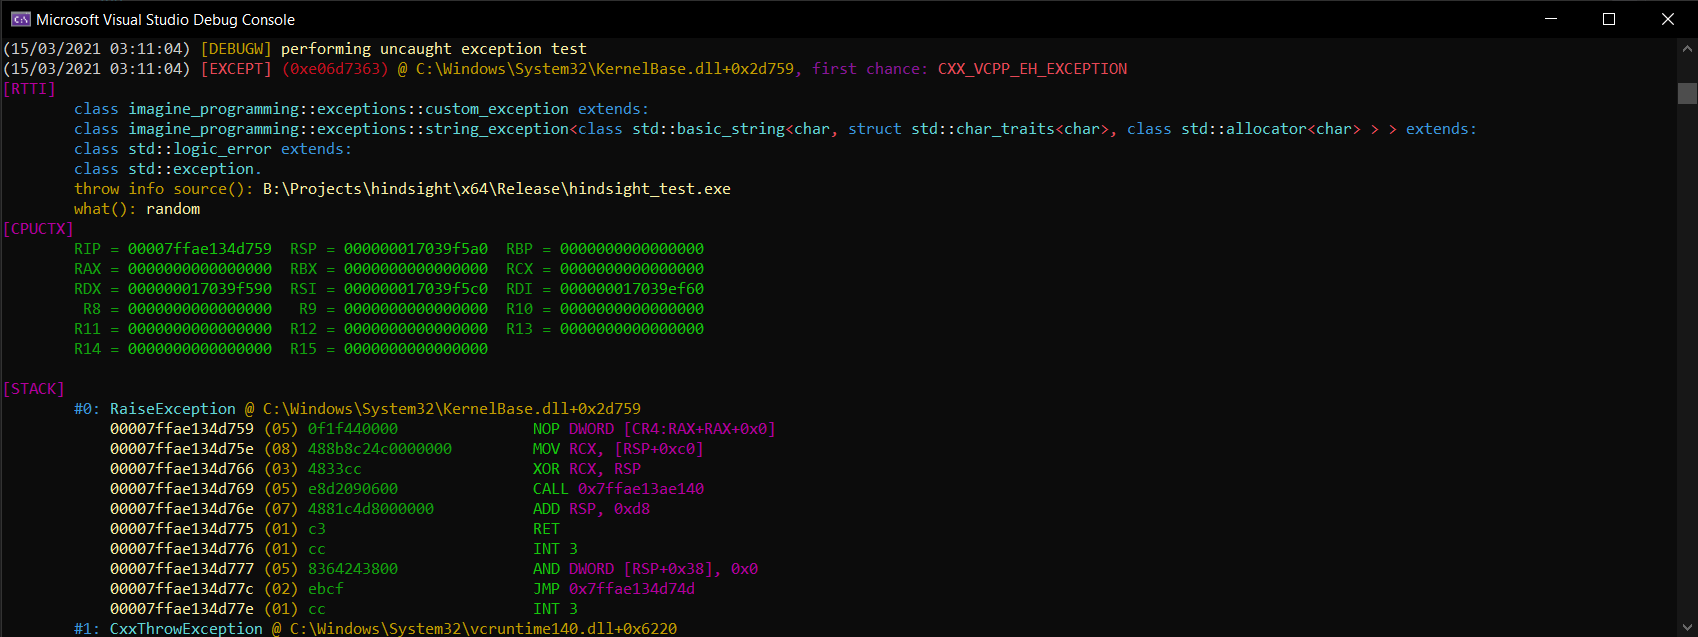 Microsoft Visual Studio Debug Console
(15/03/2021 03:11:04) [DEBUGW] performing uncaught exception test
(15/03/2021 03:11:04) [EXCEPT] (0xe06d7363) @ C:\Windows\System32\KernelBase.dll+0x2d759, first chance: CXX_VCPP_EH_EXCEPTION
[RTTI]
class imagine_programming::exceptions::custom_exception extends:
class imagine_programming::exceptions::string_exception<class std::basic_string<char, struct std::char_traits<char>, class std::allocator<char> > > extends:
class std::logic_error extends:
class std::exception.
throw info source(): B:\Projects\hindsight\x64\Release\hindsight_test.exe
what(): random
[CPUCTX]
RIP = 00007ffae134d759 RSP = 000000017039f5a0 RBP = 0000000000000000
RAX = 0000000000000000 RBX = 0000000000000000 RCX = 0000000000000000
RDX = 000000017039f590 RSI = 000000017039f5c0 RDI = 000000017039ef60
R8 = 0000000000000000 R9 = 0000000000000000 R10 = 0000000000000000
R11 = 0000000000000000 R12 = 0000000000000000 R13 = 0000000000000000
R14 = 0000000000000000 R15 = 0000000000000000
[STACK]
#0: RaiseException @ C:\Windows\System32\KernelBase.dll+0x2d759
00007ffae134d759 (05) 0f1f440000 NOP DWORD [CR4:RAX+RAX+0x0]
00007ffae134d75e (08) 488b8c24c0000000 MOV RCX, [RSP+0xc0]
00007ffae134d766 (03) 4833cc XOR RCX, RSP
00007ffae134d769 (05) e8d2090600 CALL 0x7ffae13ae140
00007ffae134d76e (07) 4881c4d8000000 ADD RSP, 0xd8
00007ffae134d775 (01) c3 RET
00007ffae134d776 (01) cc INT 3
00007ffae134d777 (05) 8364243800 AND DWORD [RSP+0x38], 0x0
00007ffae134d77c (02) ebcf JMP 0x7ffae134d74d
00007ffae134d77e (01) cc INT 3
#1: CxxThrowException @ C:\Windows\System32\vcruntime140.dll+0x6220